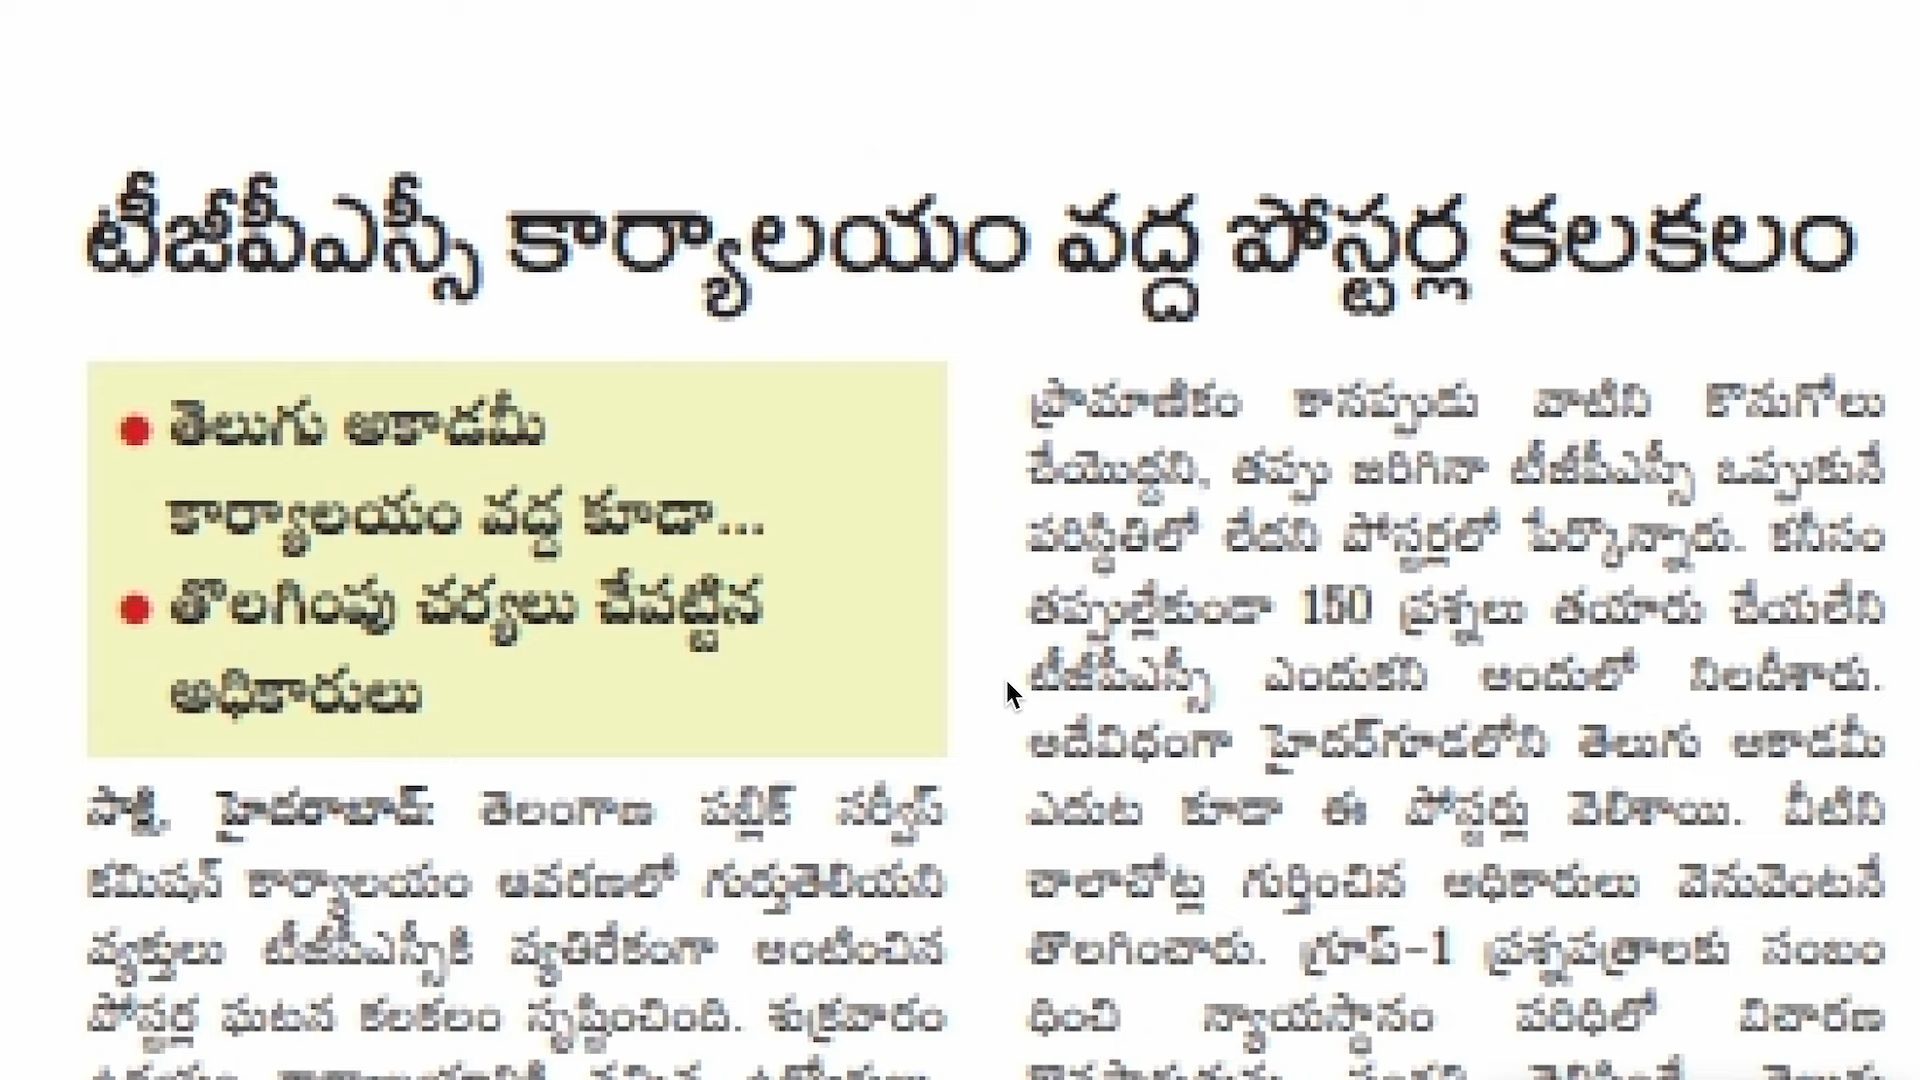 టీజీపీఎస్సీ కార్యాలయం వద్ద పోస్టర్ల కలకలం
● తెలుగు అకాడమీ
కార్యాలయం వద్ద కూడా...
● తొలగింపు చర్యలు చేపట్టిన
అధికారులు
సాక్షి, హైదరాబాద్: తెలంగాణ పబ్లిక్ సర్వీస్
కమిషన్ కార్యాలయం ఆవరణలో గుర్తుతెలియని
వ్యక్తులు టీజీపీఎస్సీకి వ్యతిరేకంగా అంటించిన
పోస్టర్ల ఘటన కలకలం సృష్టించింది. శుక్రవారం
ప్రామాణికం కానప్పుడు వాటిని కొనుగోలు
చేయొద్దని, తప్పు జరిగినా టీజీపీఎస్సీ ఒప్పుకునే
పరిస్థితిలో లేదని పోస్టర్లలో పేర్కొన్నారు. కనీసం
తప్పుల్లేకుండా 150 ప్రశ్నలు తయారు చేయలేని
టీజీపీఎస్సీ ఎందుకని అందులో నిలదీశారు.
అదేవిధంగా హైదర్‌గూడలోని తెలుగు అకాడమీ
ఎదుట కూడా ఈ పోస్టర్లు వెలిశాయి. వీటిని
చాలాచోట్ల గుర్తించిన అధికారులు వెనువెంటనే
తొలగించారు. గ్రూప్-1 ప్రశ్నపత్రాలకు సంబం
ధించి న్యాయస్థానం పరిధిలో విచారణ